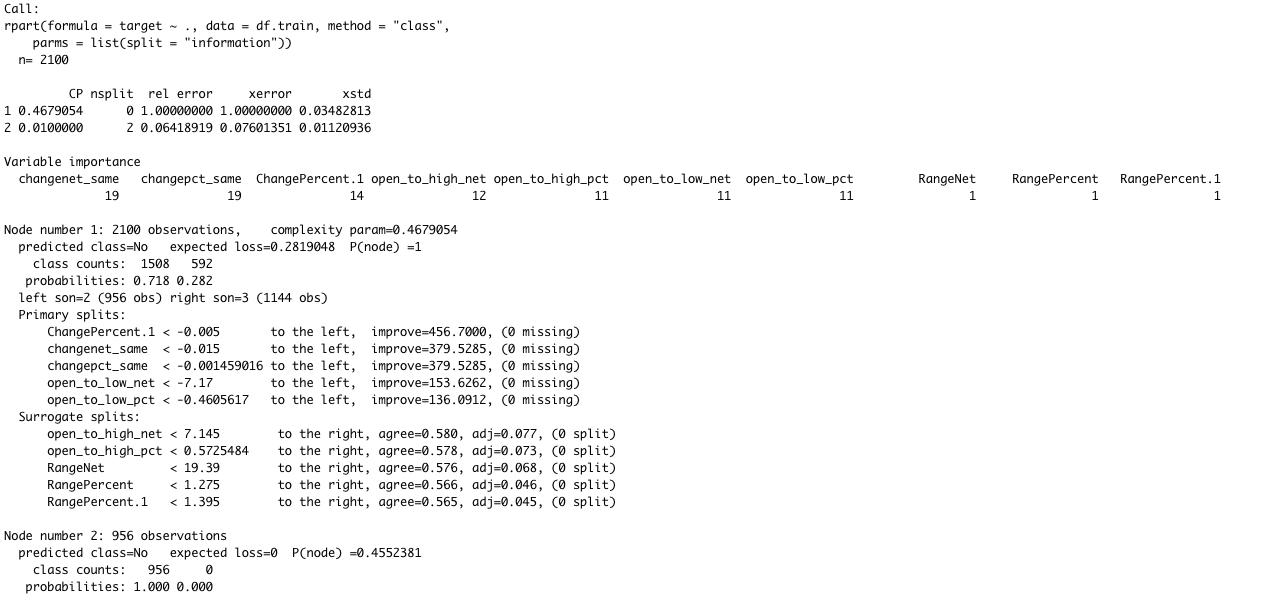 Call:
rpart(formula = target ~ ., data = df.train, method = "class",
    parms = list(split = "information"))
  n= 2100

         CP nsplit  rel error     xerror       xstd
1 0.4679054      0 1.00000000 1.00000000 0.03482813
2 0.0100000      2 0.06418919 0.07601351 0.01120936

Variable importance
  changenet_same   changepct_same  ChangePercent.1 open_to_high_net open_to_high_pct  open_to_low_net  open_to_low_pct         RangeNet     RangePercent   RangePercent.1
              19               19               14               12               11               11               11                1                1                1

Node number 1: 2100 observations,    complexity param=0.4679054
  predicted class=No   expected loss=0.2819048  P(node) =1
    class counts:  1508   592
   probabilities: 0.718 0.282
  left son=2 (956 obs) right son=3 (1144 obs)
  Primary splits:
      ChangePercent.1 < -0.005       to the left,  improve=456.7000, (0 missing)
      changenet_same  < -0.015       to the left,  improve=379.5285, (0 missing)
      changepct_same  < -0.001459016 to the left,  improve=379.5285, (0 missing)
      open_to_low_net < -7.17        to the left,  improve=153.6262, (0 missing)
      open_to_low_pct < -0.4605617   to the left,  improve=136.0912, (0 missing)
  Surrogate splits:
      open_to_high_net < 7.145        to the right, agree=0.580, adj=0.077, (0 split)
      open_to_high_pct < 0.5725484    to the right, agree=0.578, adj=0.073, (0 split)
      RangeNet         < 19.39        to the right, agree=0.576, adj=0.068, (0 split)
      RangePercent     < 1.275        to the right, agree=0.566, adj=0.046, (0 split)
      RangePercent.1   < 1.395        to the right, agree=0.565, adj=0.045, (0 split)

Node number 2: 956 observations
  predicted class=No   expected loss=0  P(node) =0.4552381
    class counts:   956     0
   probabilities: 1.000 0.000